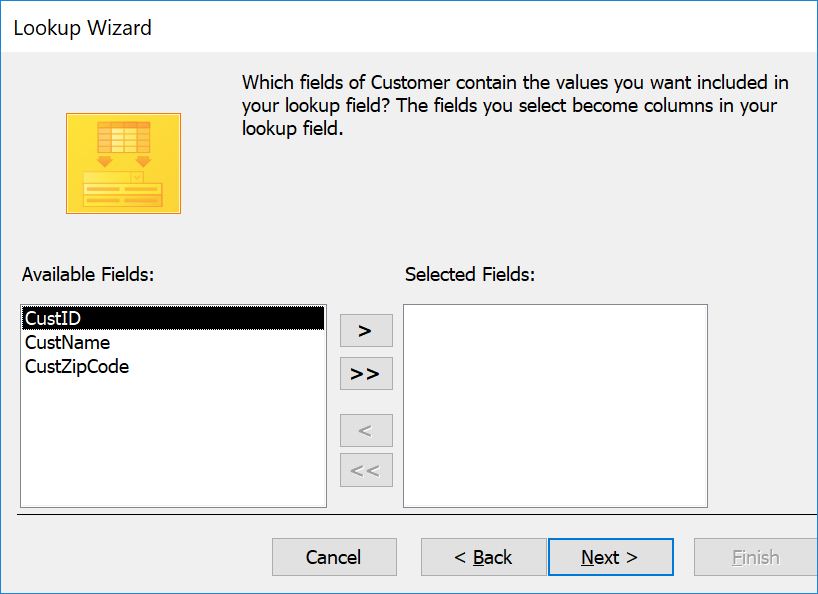 Lookup Wizard
Which fields of Customer contain the values you want included in
your lookup field? The fields you select become columns in your
lookup field.
Available Fields:
Selected Fields:
CustID
CustName
CustZipCode
>
>>
<
<<
Cancel
< Back
Next >
Finish